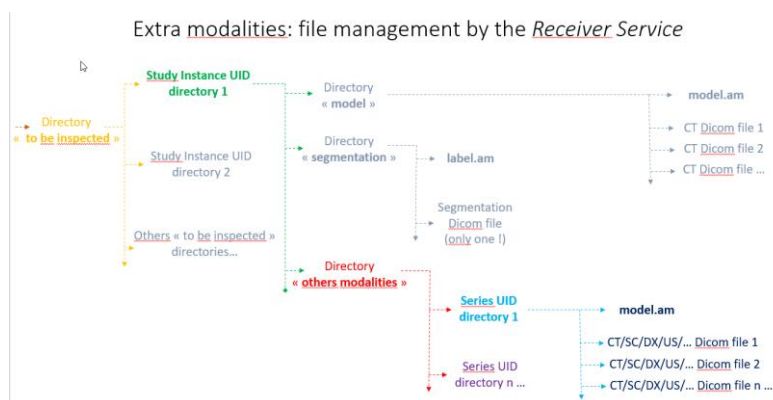 Extra modalities: file management by the Receiver Service
Study Instance UID
directory 1
Directory
« model »
model.am
CT Dicom file 1
CT Dicom file 2
CT Dicom file ...
Directory
« to be inspected »
Directory
« segmentation »
label.am
Study Instance UID
directory 2
Segmentation
Dicom file
(only one !)
Others « to be inspected »
directories...
Directory
« others modalities »
Series UID
directory 1
model.am
CT/SC/DX/US/... Dicom file 1
CT/SC/DX/US/... Dicom file 2
CT/SC/DX/US/... Dicom file n ...
Series UID
directory n ...